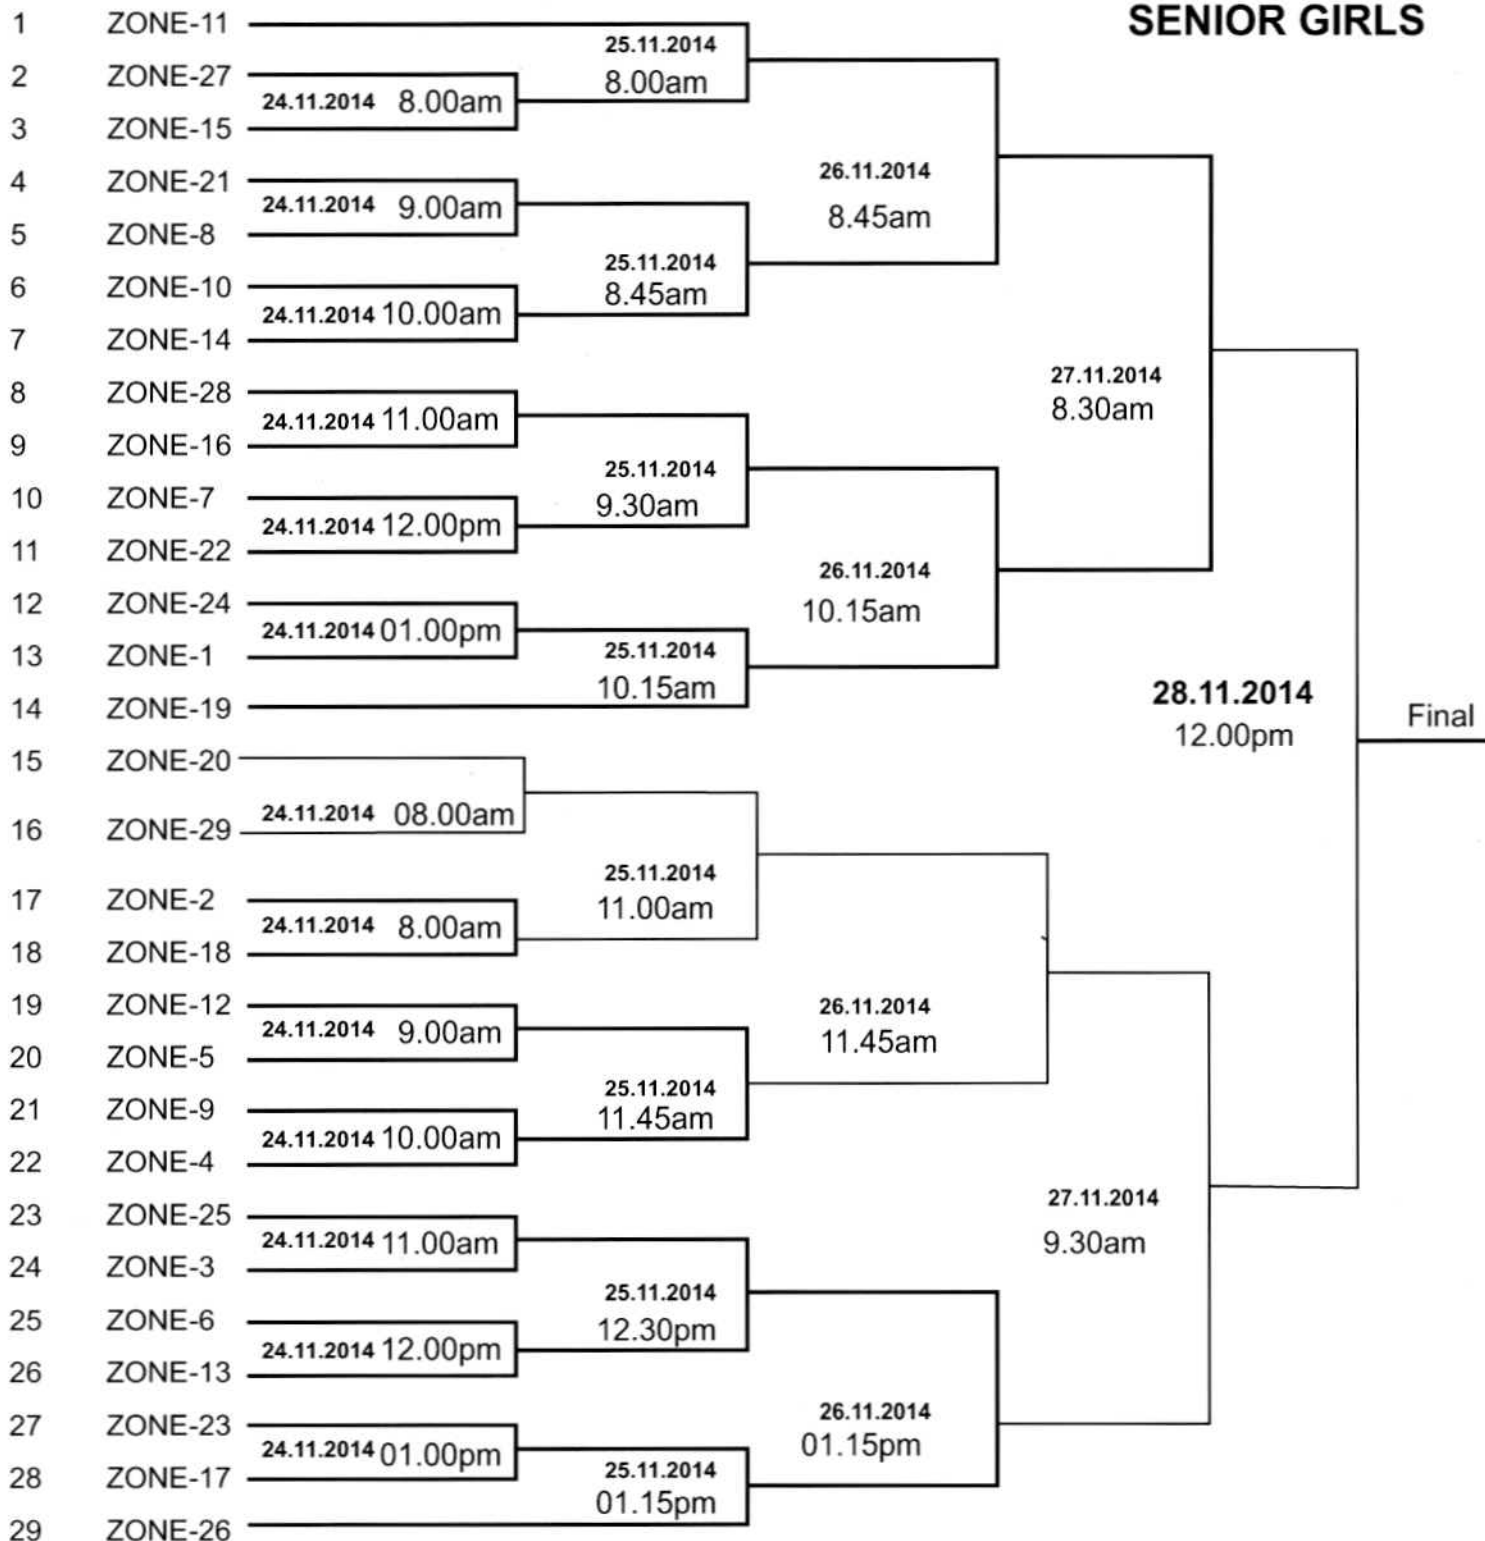 SENIOR GIRLS
1 ZONE-11
25.11.2014
8.00am
2 ZONE-27
24.11.2014 8.00am
3 ZONE-15
4 ZONE-21
26.11.2014
24.11.2014 9.00am
8.45am
5 ZONE-8
25.11.2014
8.45am
6 ZONE-10
24.11.2014 10.00am
7 ZONE-14
27.11.2014
8.30am
8 ZONE-28
24.11.2014 11.00am
9 ZONE-16
25.11.2014
9.30am
10 ZONE-7
24.11.2014 12.00pm
11 ZONE-22
26.11.2014
10.15am
12 ZONE-24
24.11.2014 01.00pm
13 ZONE-1
25.11.2014
10.15am
14 ZONE-19
28.11.2014
12.00pm
Final
15 ZONE-20
24.11.2014 08.00am
16 ZONE-29
25.11.2014
11.00am
17 ZONE-2
24.11.2014 8.00am
18 ZONE-18
19 ZONE-12
26.11.2014
11.45am
24.11.2014 9.00am
20 ZONE-5
25.11.2014
11.45am
21 ZONE-9
24.11.2014 10.00am
22 ZONE-4
27.11.2014
9.30am
23 ZONE-25
24.11.2014 11.00am
24 ZONE-3
25.11.2014
12.30pm
25 ZONE-6
24.11.2014 12.00pm
26 ZONE-13
26.11.2014
01.15pm
27 ZONE-23
24.11.2014 01.00pm
28 ZONE-17
25.11.2014
01.15pm
29 ZONE-26